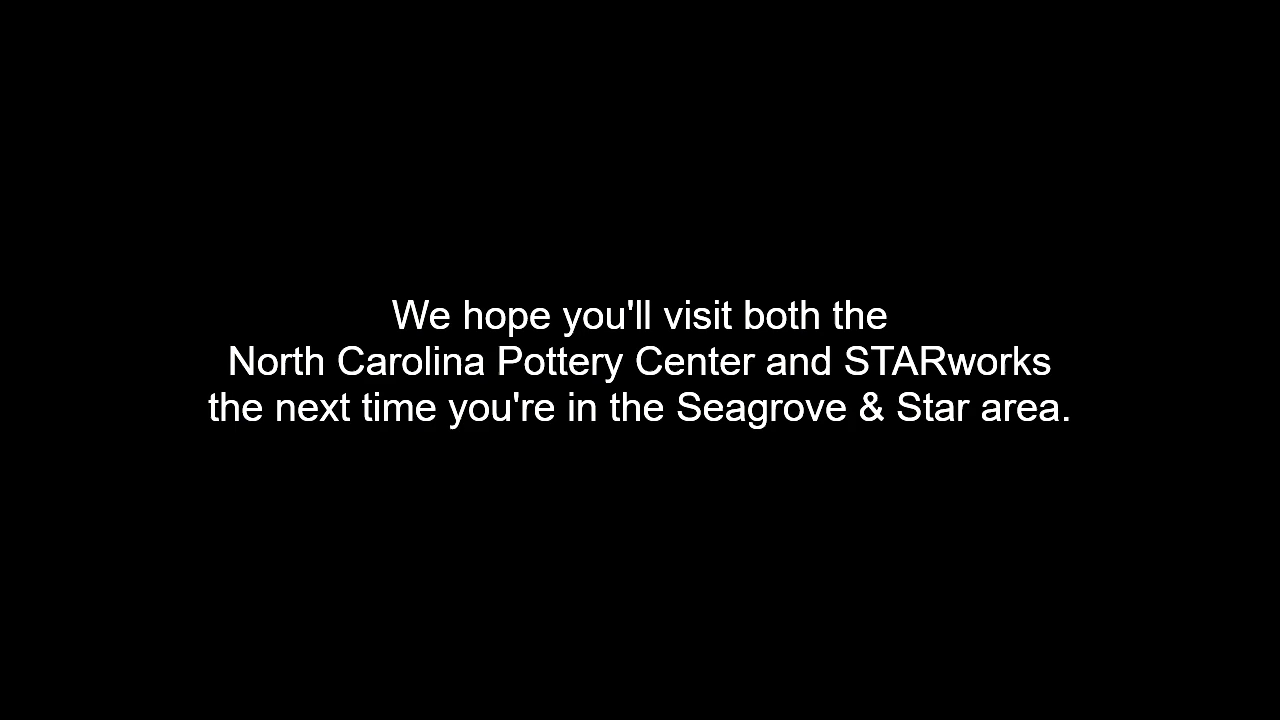 We hope you'll visit both the
North Carolina Pottery Center and STARworks
the next time you're in the Seagrove & Star area.